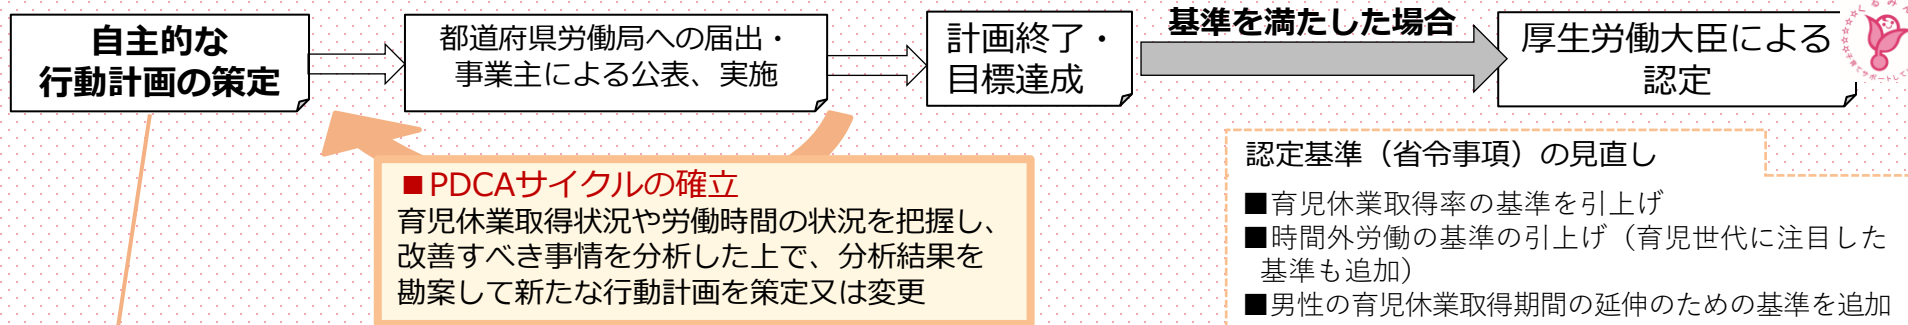 自主的な
行動計画の策定
都道府県労働局への届出・
事業主による公表、実施
計画終了・
目標達成
基準を満たした場合
厚生労働大臣による
認定
■PDCAサイクルの確立
育児休業取得状況や労働時間の状況を把握し、
改善すべき事情を分析した上で、分析結果を
勘案して新たな行動計画を策定又は変更
認定基準（省令事項）の見直し
■育児休業取得率の基準を引上げ
■時間外労働の基準の引上げ（育児世代に注目した
基準も追加）
■男性の育児休業取得期間の延伸のための基準を追加